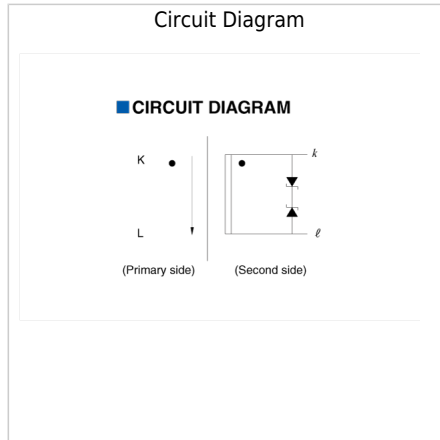 Circuit Diagram
CIRCUIT DIAGRAM
K
k
L
ℓ
(Primary side) (Second side)